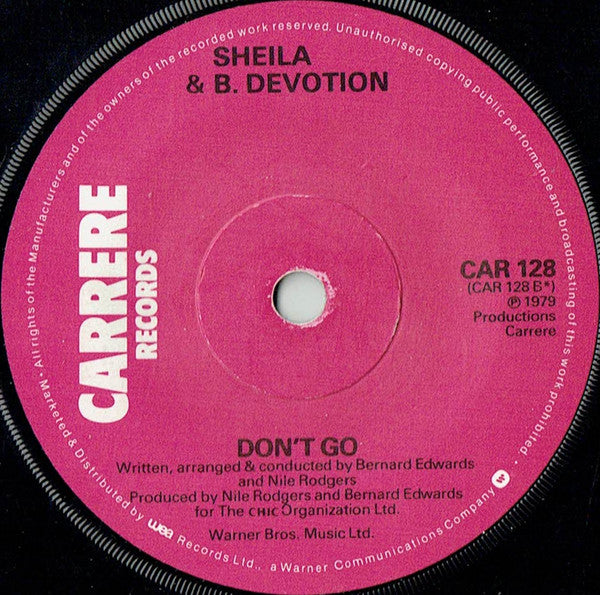 SHEILA
& B. DEVOTION
CARRERE
RECORDS
CAR 128
(CAR 128 B*)
℗ 1979
Productions
Carrere
DON'T GO
Written, arranged & conducted by Bernard Edwards
and Nile Rodgers
Produced by Nile Rodgers and Bernard Edwards
for The CHIC Organization Ltd.
Warner Bros. Music Ltd.
• All rights of the Manufacturers and of the owners of the recorded work reserved. Unauthorised copying public performance and broadcasting of this work prohibited. •
Marketed & Distributed by wea Records Ltd., a Warner Communications Company